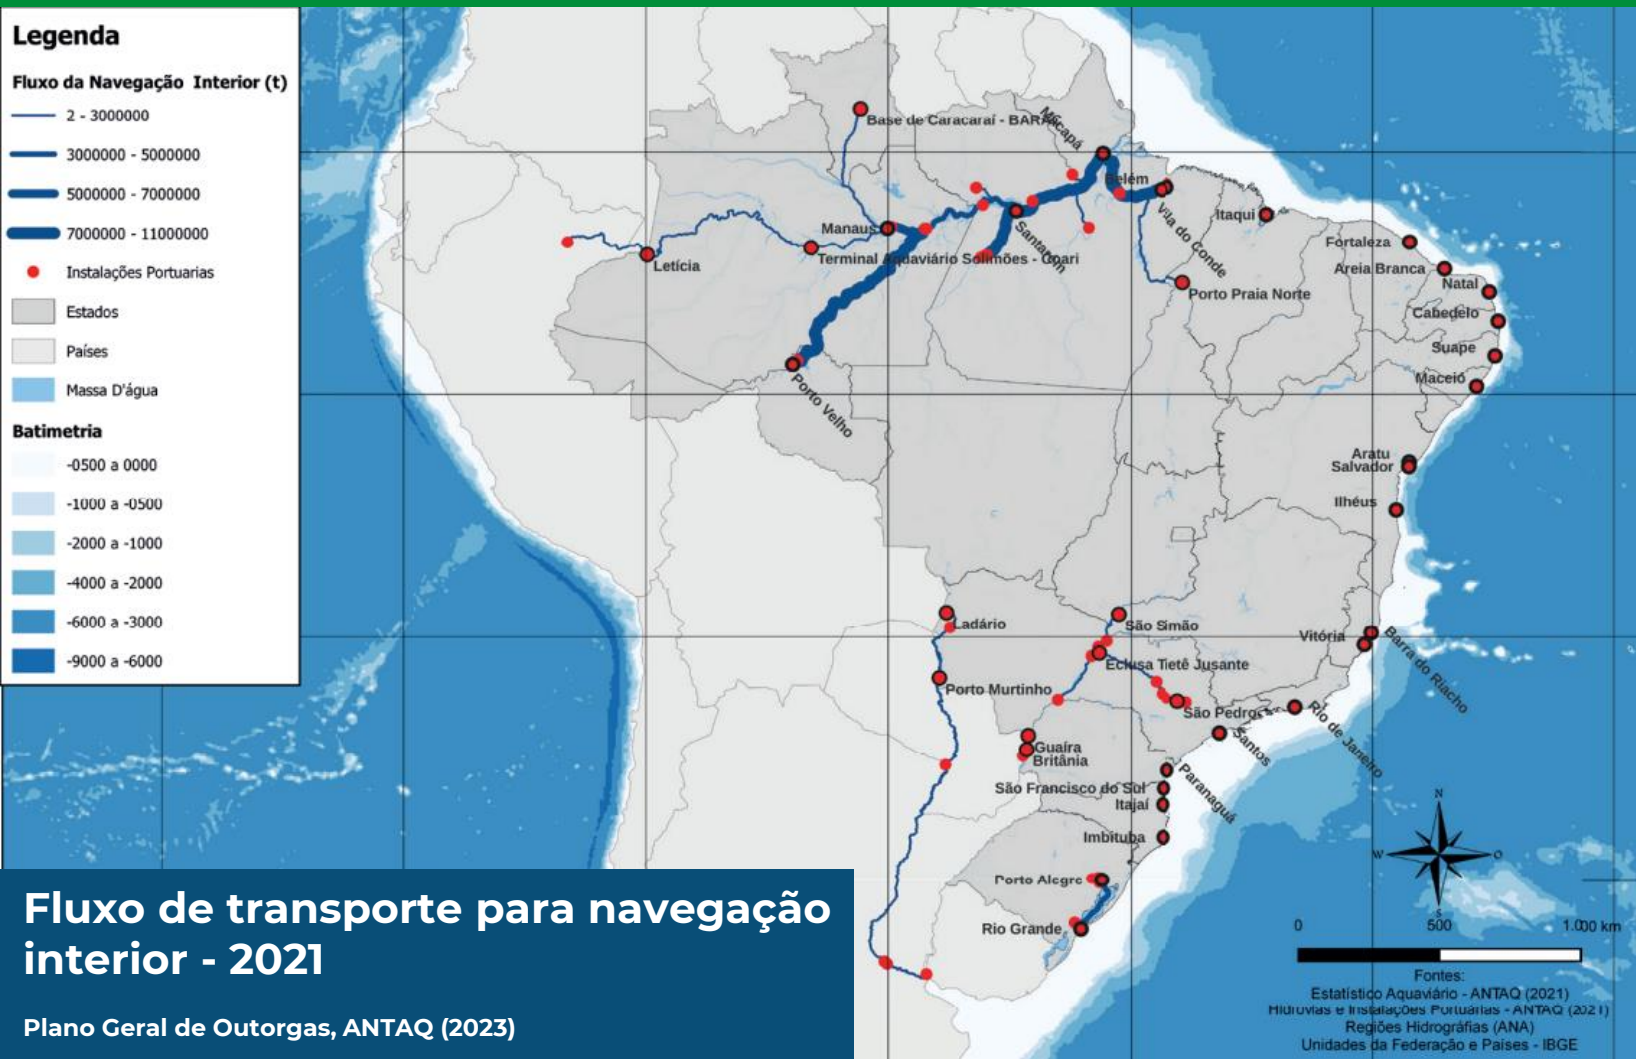 Legenda
Fluxo da Navegação Interior (t)
2 - 3000000
3000000 - 5000000
5000000 - 7000000
7000000 - 11000000
Instalações Portuarias
Estados
Países
Massa D'água
Batimetria
-0500 a 0000
-1000 a -0500
-2000 a -1000
-4000 a -2000
-6000 a -3000
-9000 a -6000
Base de Caracaraí - BARA
Macapá
Belém
Vila do Conde
Itaqui
Manaus
Santarém
Fortaleza
Letícia
Terminal Aquaviário Solimões - Coari
Areia Branca
Natal
Porto Praia Norte
Cabedelo
Suape
Maceió
Porto Velho
Aratu
Salvador
Ilhéus
Ladário
São Simão
Vitória
Barra do Riacho
Eclusa Tietê Jusante
Porto Murtinho
São Pedro
Rio de Janeiro
Santos
Guaíra
Britânia
Paranaguá
São Francisco do Sul
Itajaí
Imbituba
Porto Alegre
Rio Grande
N
W
O
S
0
500
1.000 km
Fontes:
Estatístico Aquaviário - ANTAQ (2021)
Hidrovias e Instalações Portuárias - ANTAQ (2021)
Regiões Hidrográfias (ANA)
Unidades da Federação e Países - IBGE
Fluxo de transporte para navegação
interior - 2021
Plano Geral de Outorgas, ANTAQ (2023)